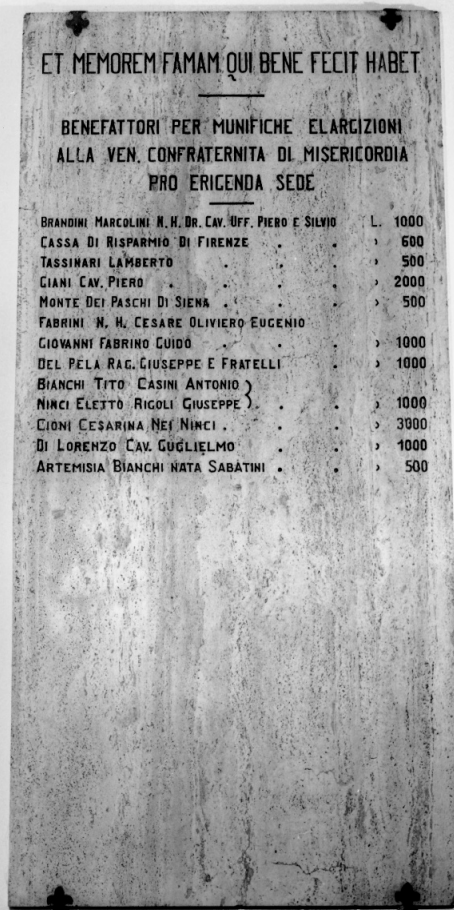 ET MEMOREM FAMAM QUI BENE FECIT HABET
BENEFATTORI PER MUNIFICHE ELARGIZIONI
ALLA VEN. CONFRATERNITA DI MISERICORDIA
PRO ERIGENDA SEDE
BRANDINI MARCOLINI N. H. DR. CAV. UFF. PIERO E SILVIO L. 1000
CASSA DI RISPARMIO DI FIRENZE . . › 600
TASSINARI LAMBERTO . . . › 500
GIANI CAV. PIERO . . . . › 2000
MONTE DEI PASCHI DI SIENA . . . › 500
FABRINI N. H. CESARE OLIVIERO EUGENIO
GIOVANNI FABRINO GUIDO . . . › 1000
DEL PELA RAG. GIUSEPPE E FRATELLI . . › 1000
BIANCHI TITO CASINI ANTONIO
NINCI ELETTO RIGOLI GIUSEPPE } . . . › 1000
CIONI CESARINA NEI NINCI . . . › 3000
DI LORENZO CAV. GUGLIELMO . . › 1000
ARTEMISIA BIANCHI NATA SABATINI . . › 500